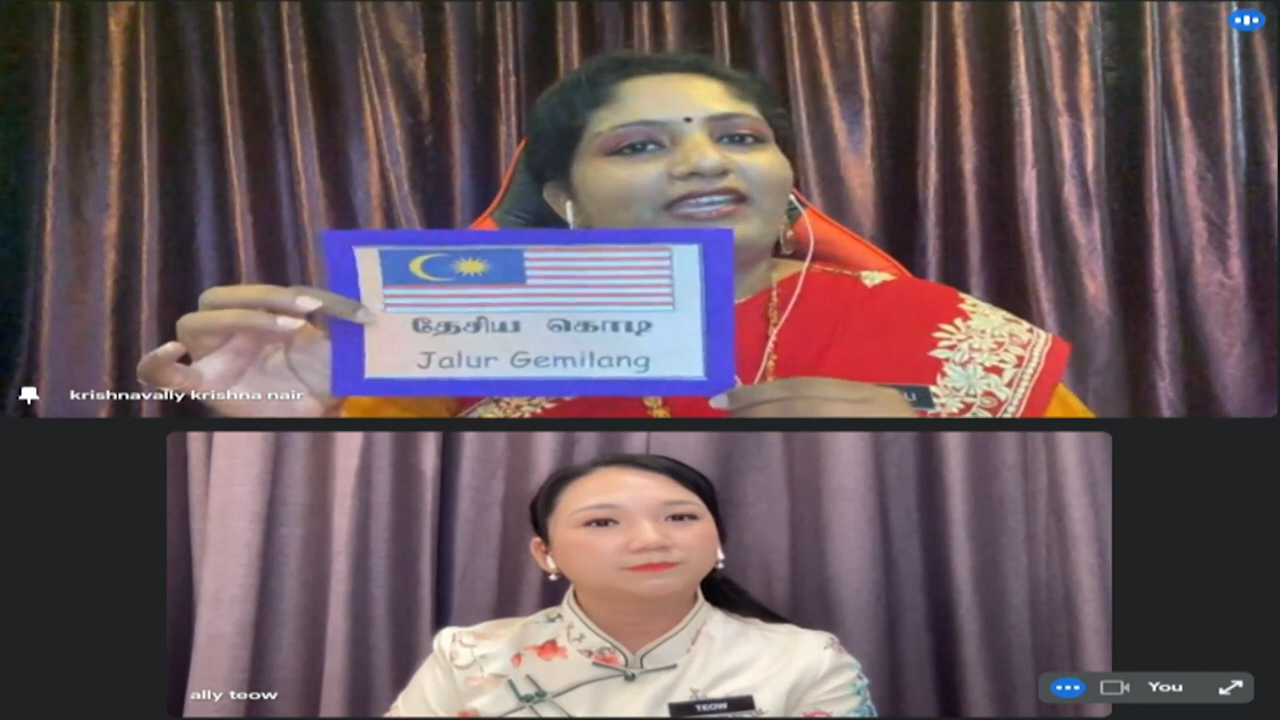 தேசிய கொடி
Jalur Gemilang
krishnavally krishna nair
ally teow
TEOW
You